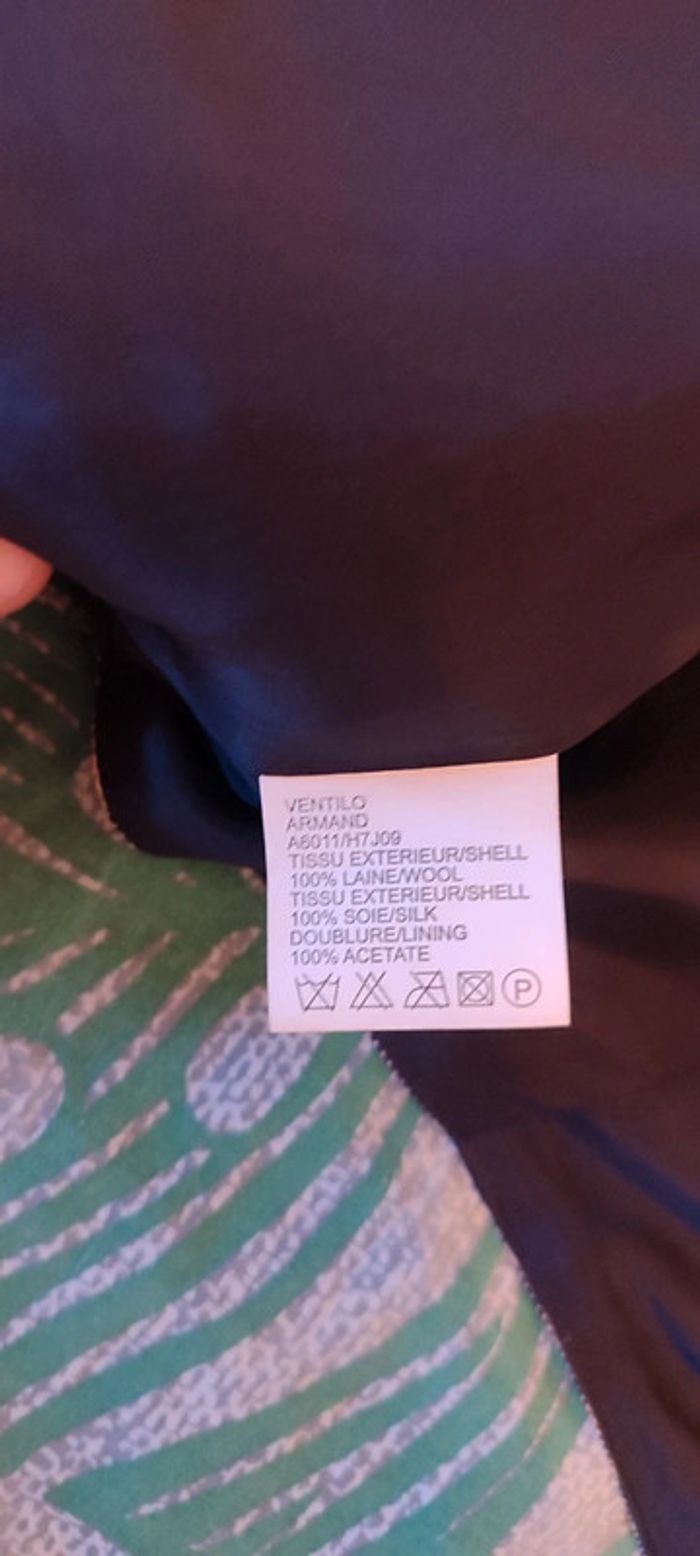 VENTILO
ARMAND
A6011/H7J09
TISSU EXTERIEUR/SHELL
100% LAINE/WOOL
TISSU EXTERIEUR/SHELL
100% SOIE/SILK
DOUBLURE/LINING
100% ACETATE
P